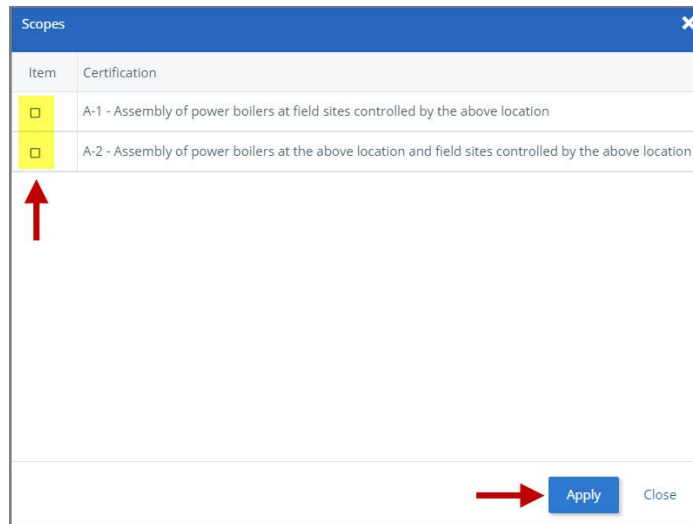 Scopes
Item Certification
A-1 - Assembly of power boilers at field sites controlled by the above location
A-2 - Assembly of power boilers at the above location and field sites controlled by the above location
Apply Close